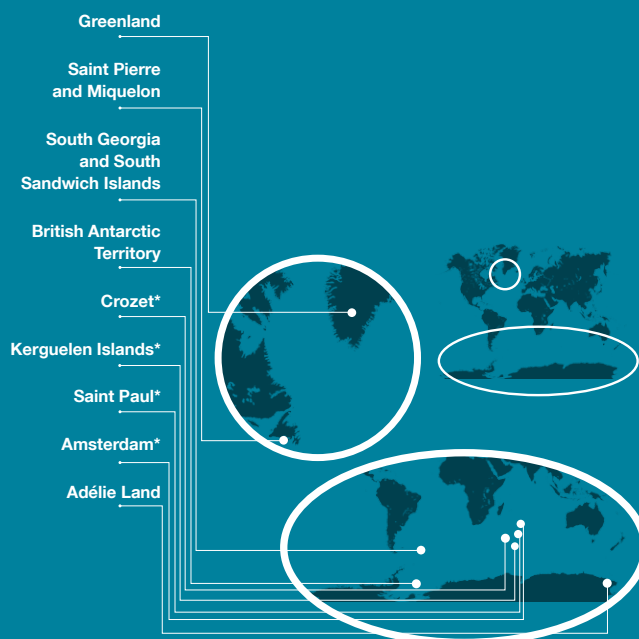 Greenland
Saint Pierre
and Miquelon
South Georgia
and South
Sandwich Islands
British Antarctic
Territory
Crozet*
Kerguelen Islands*
Saint Paul*
Amsterdam*
Adélie Land